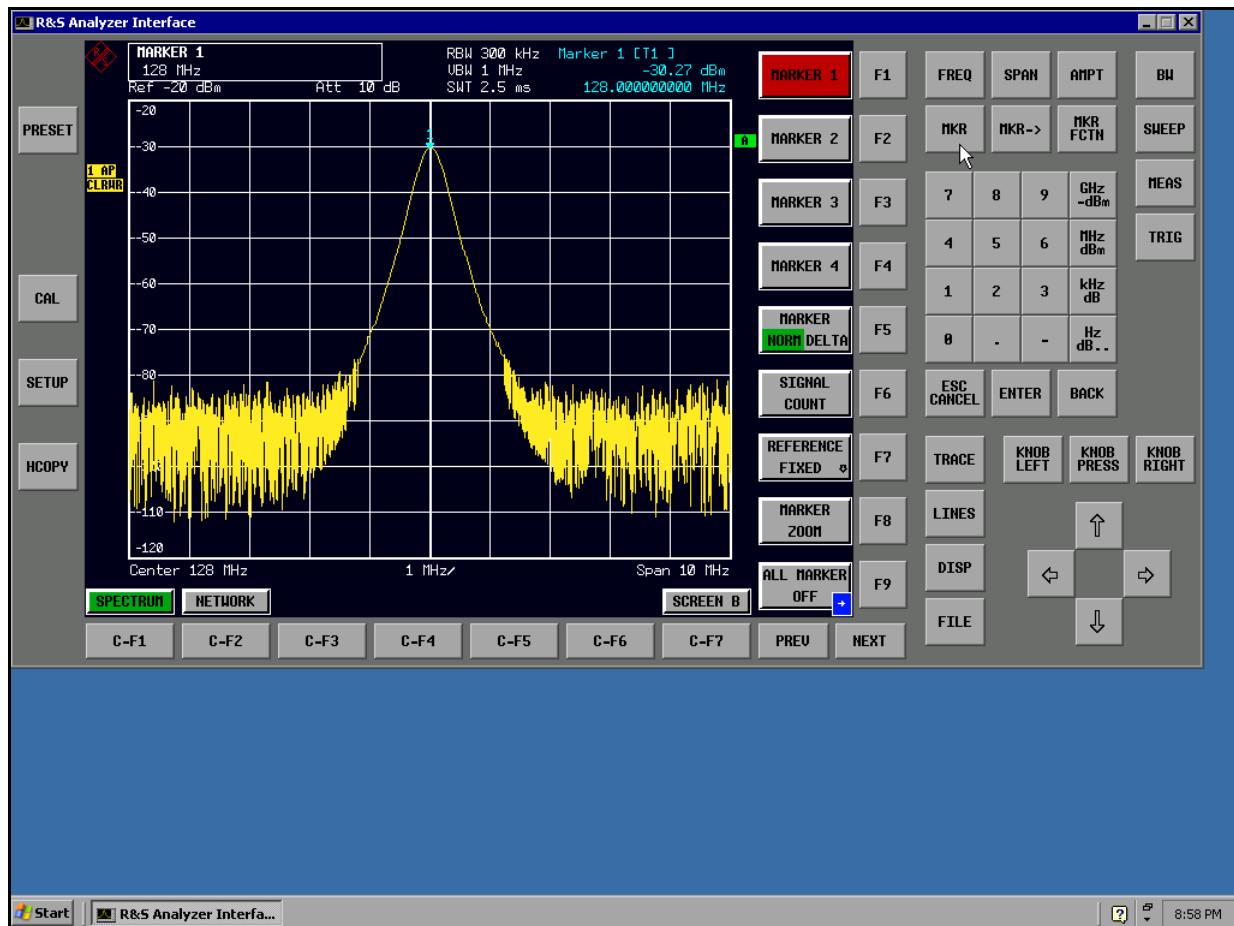 R&S Analyzer Interface
MARKER 1
128 MHz
RBW 300 kHz
Marker 1 [T1 ]
VBW 1 MHz
-30.27 dBm
Ref -20 dBm
Att 10 dB
SWT 2.5 ms
128.000000000 MHz
-20
-30
-40
-50
-60
-70
-80
-110
-120
1
1 AP
CLRWR
A
Center 128 MHz
1 MHz/
Span 10 MHz
SPECTRUM
NETWORK
SCREEN B
PRESET
CAL
SETUP
HCOPY
MARKER 1
F1
MARKER 2
F2
MARKER 3
F3
MARKER 4
F4
MARKER
NORM DELTA
F5
SIGNAL
COUNT
F6
REFERENCE
FIXED
F7
MARKER
ZOOM
F8
ALL MARKER
OFF
F9
C-F1
C-F2
C-F3
C-F4
C-F5
C-F6
C-F7
PREV
NEXT
FREQ
SPAN
AMPT
BW
MKR
MKR->
MKR
FCTN
SWEEP
7
8
9
GHz
-dBm
MEAS
4
5
6
MHz
dBm
TRIG
1
2
3
kHz
dB
0
.
-
Hz
dB..
ESC
CANCEL
ENTER
BACK
TRACE
KNOB
LEFT
KNOB
PRESS
KNOB
RIGHT
LINES
DISP
FILE
Start
R&S Analyzer Interfa...
8:58 PM